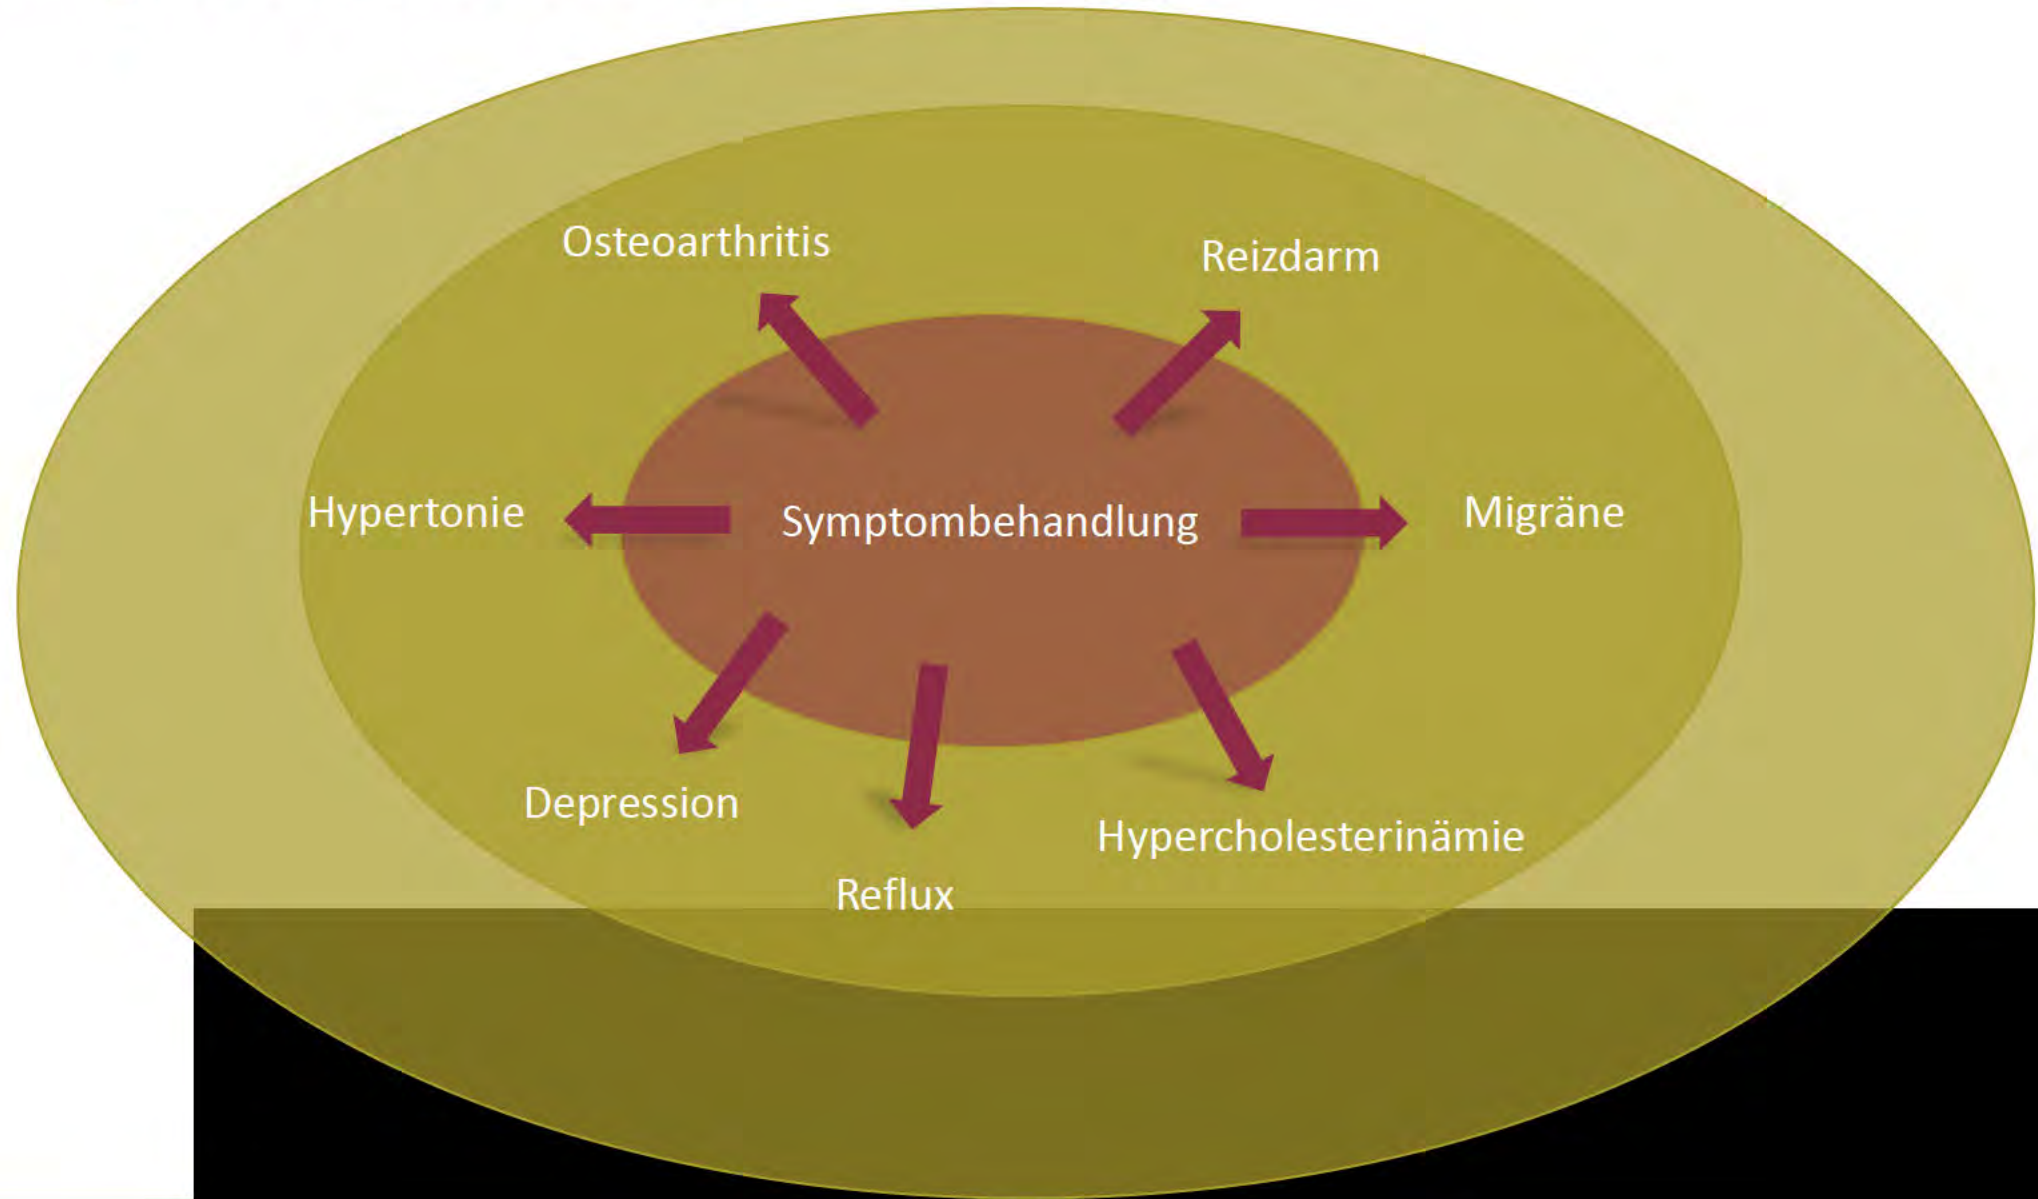 Osteoarthritis
Reizdarm
Hypertonie
Symptombehandlung
Migräne
Depression
Hypercholesterinämie
Reflux